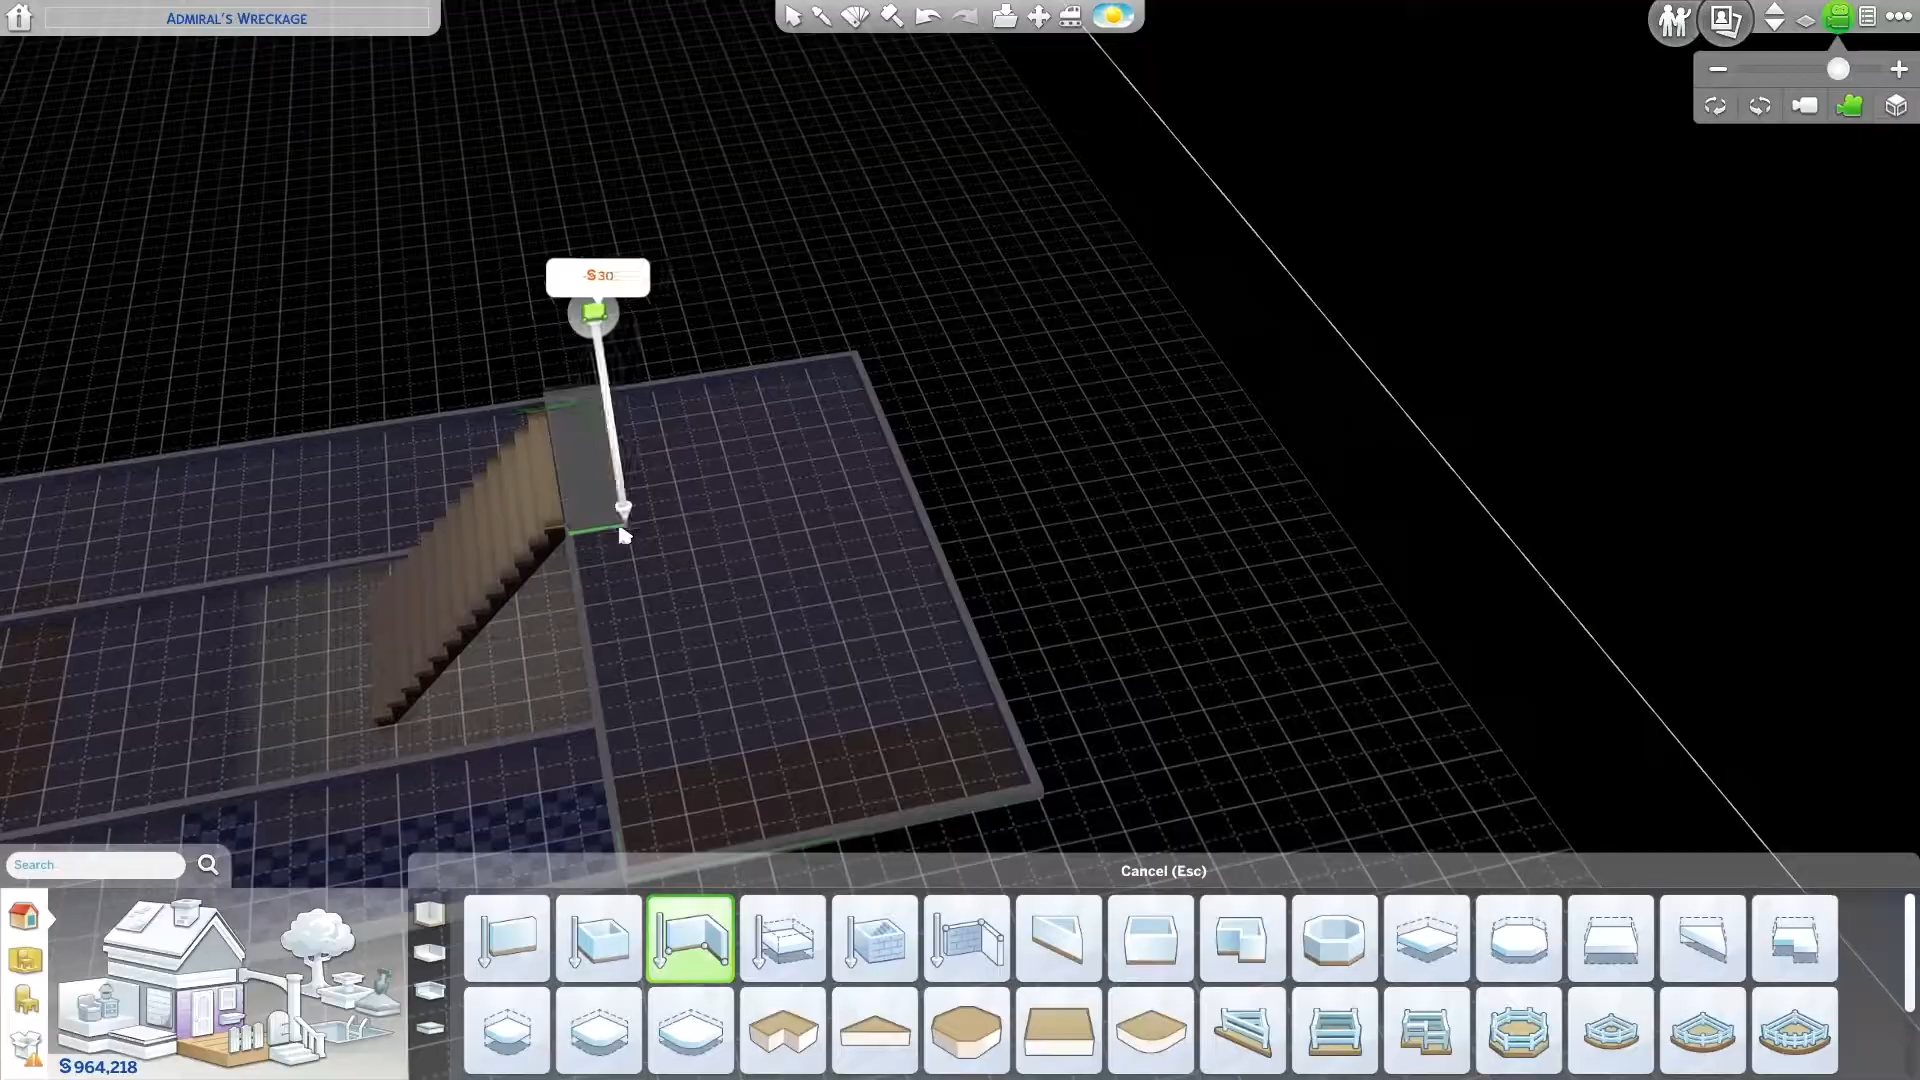 ADMIRAL'S WRECKAGE
-§30
Cancel (Esc)
Search
§964,218